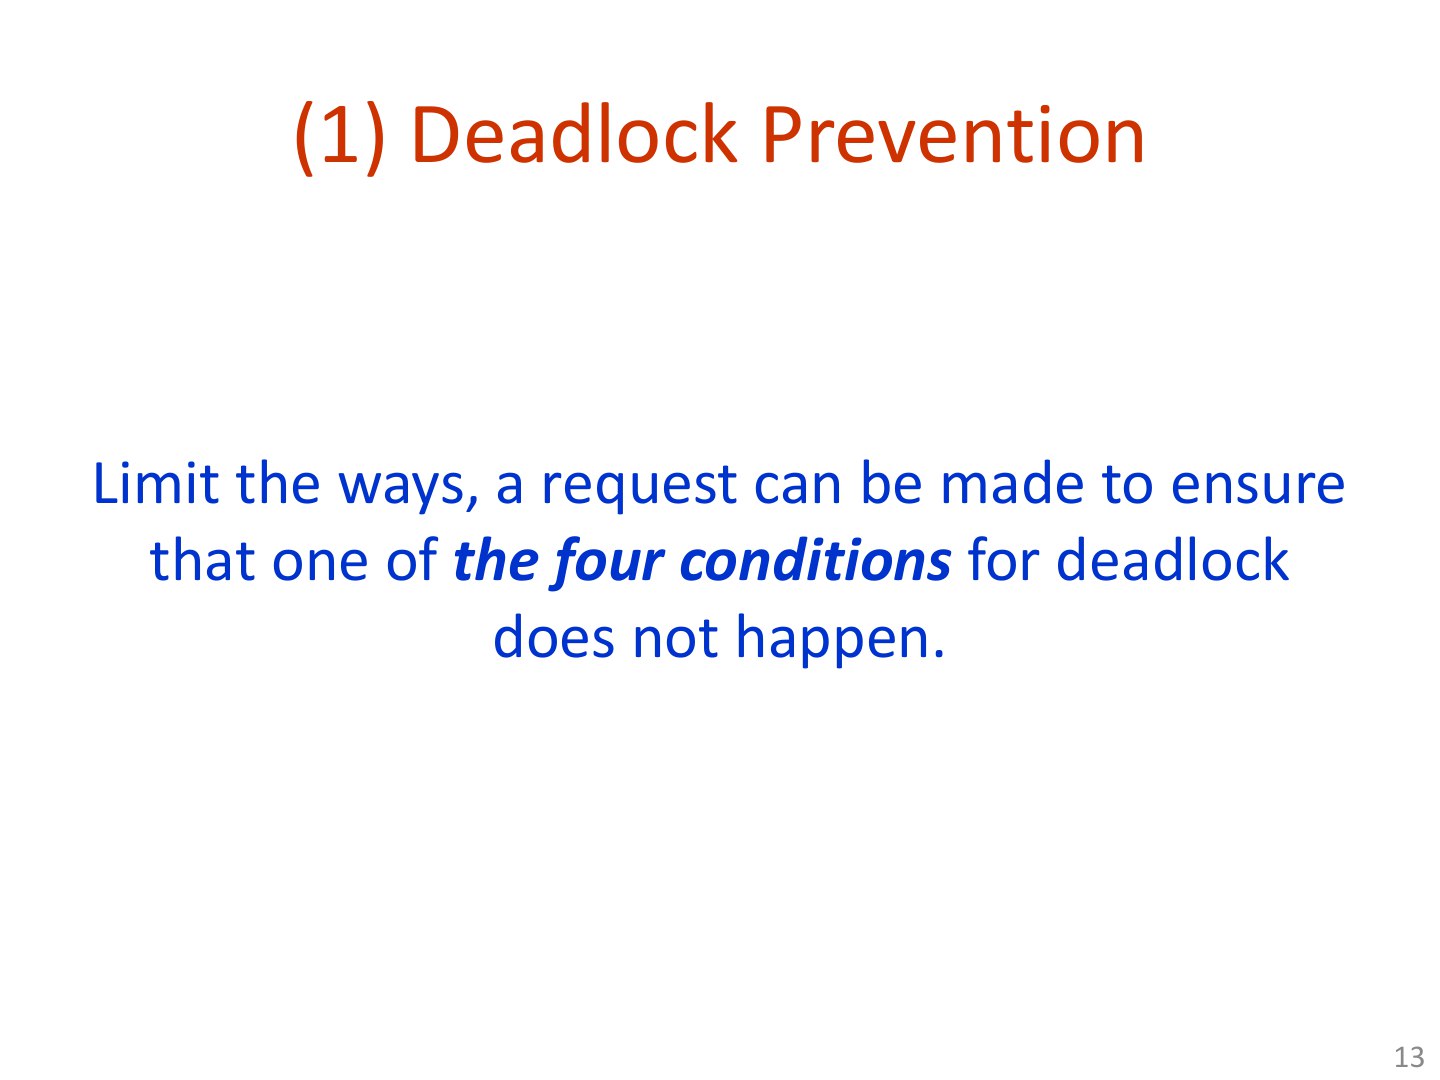 (1) Deadlock Prevention
Limit the ways, a request can be made to ensure
that one of the four conditions for deadlock
does not happen.
13